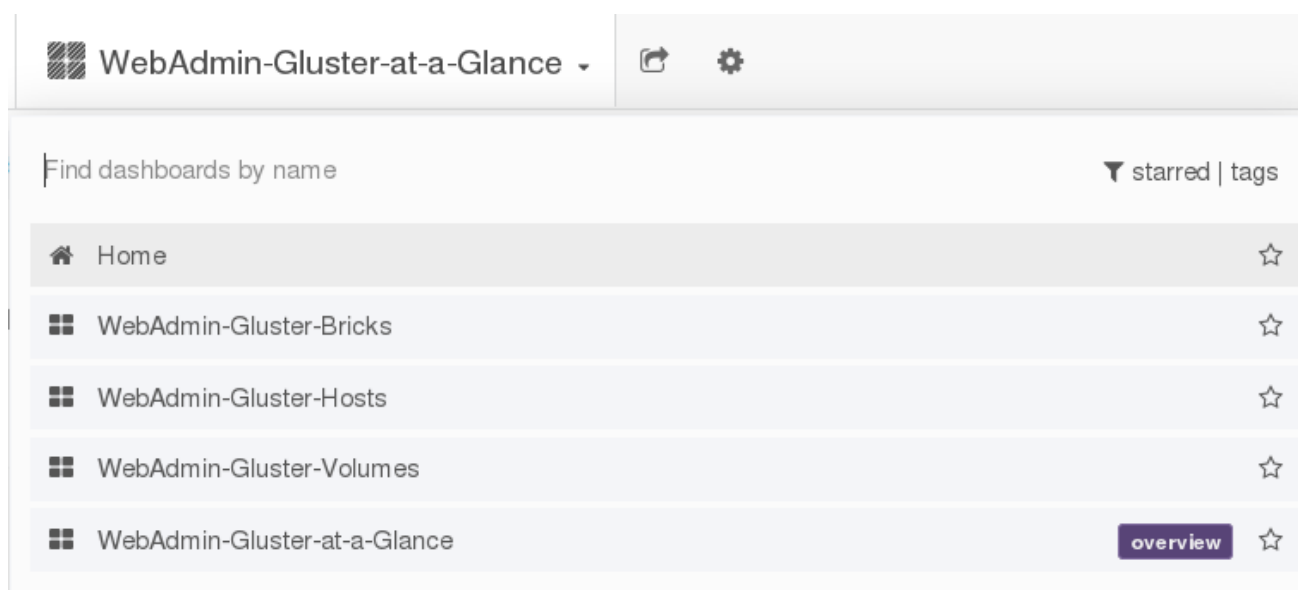 WebAdmin-Gluster-at-a-Glance
Find dashboards by name
starred | tags
Home
WebAdmin-Gluster-Bricks
WebAdmin-Gluster-Hosts
WebAdmin-Gluster-Volumes
WebAdmin-Gluster-at-a-Glance overview